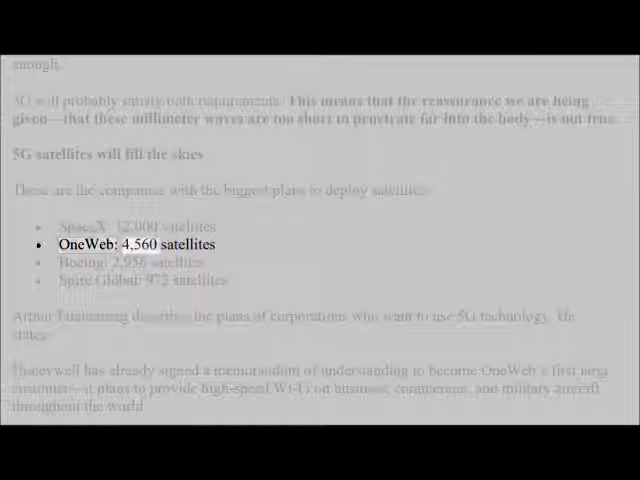 enough.
5G will probably satisfy both requirements. This means that the reassurance we are being
given—that these millimeter waves are too short to penetrate far into the body—is not true.
5G satellites will fill the skies
These are the companies with the biggest plans to deploy satellites:
• SpaceX: 12,000 satellites
• OneWeb: 4,560 satellites
• Boeing: 2,956 satellites
• Spire Global: 972 satellites
Arthur Firstenberg describes the plans of corporations who want to use 5G technology. He
states:
Honeywell has already signed a memorandum of understanding to become OneWeb's first large
customer—it plans to provide high-speed Wi-Fi on business, commercial, and military aircraft
throughout the world